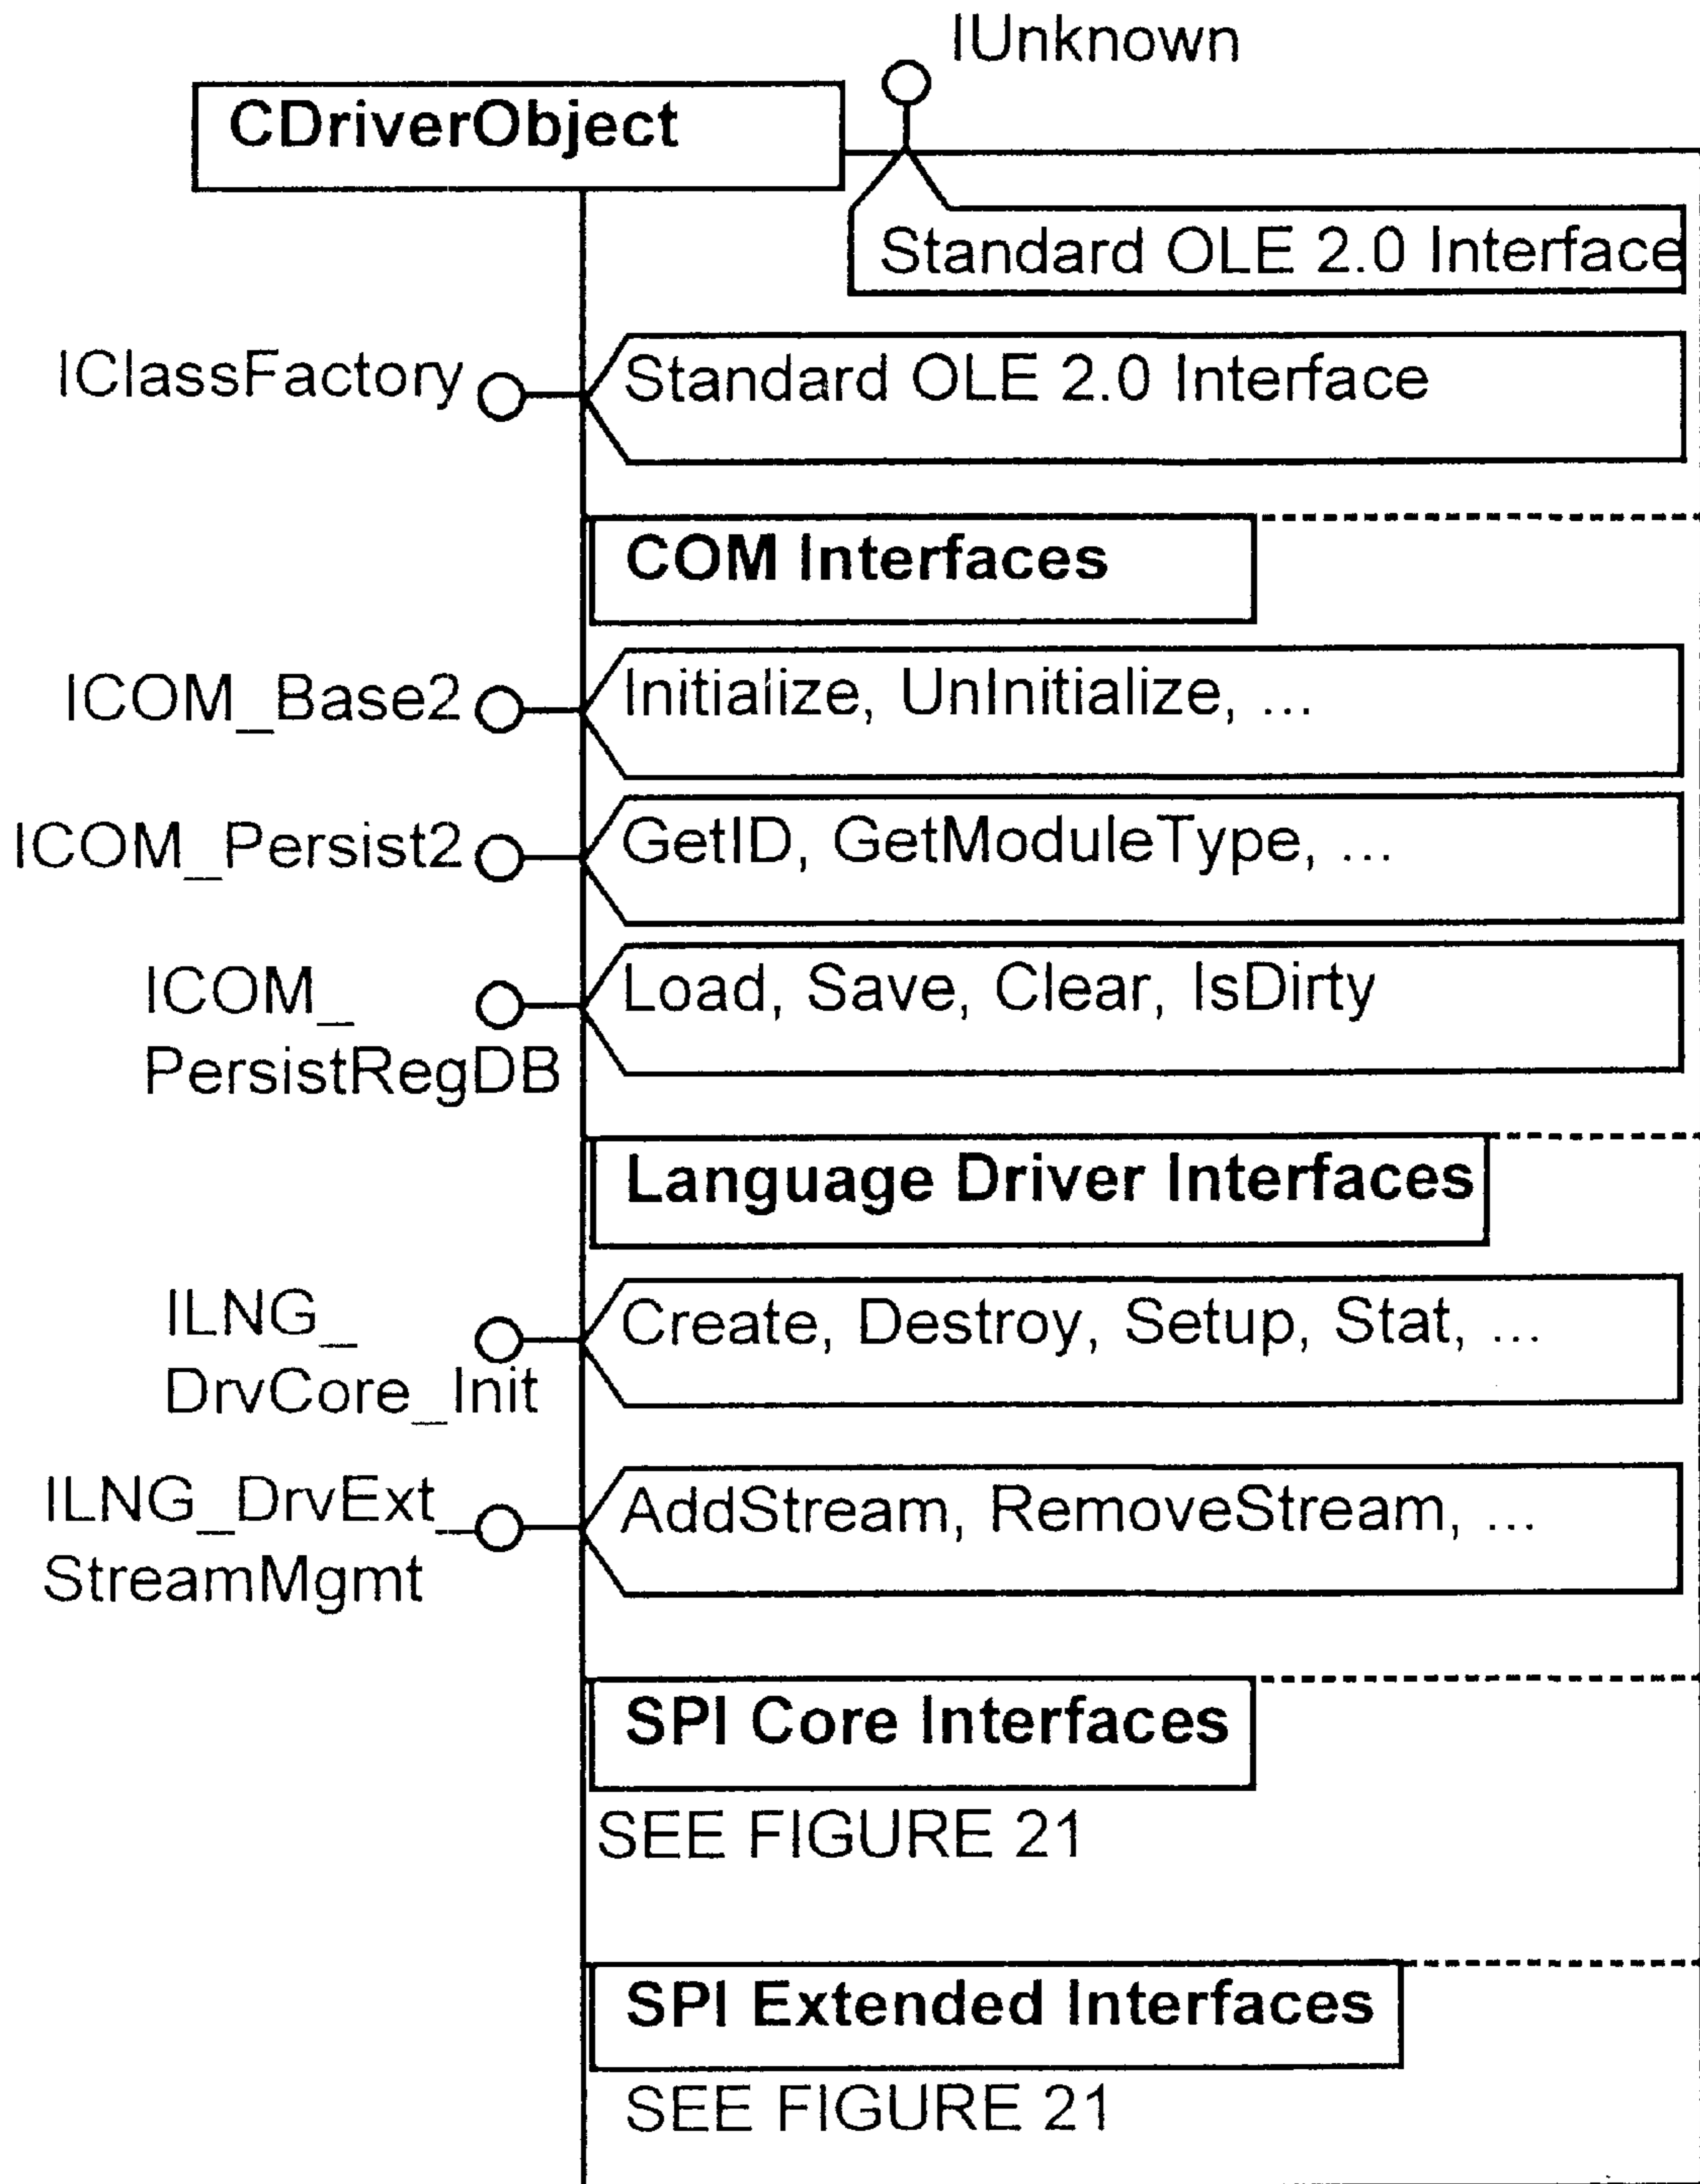 IUnknown
CDriverObject
Standard OLE 2.0 Interface
IClassFactory
Standard OLE 2.0 Interface
COM Interfaces
ICOM_Base2
Initialize, UnInitialize, ...
ICOM_Persist2
GetID, GetModuleType, ...
ICOM_
PersistRegDB
Load, Save, Clear, IsDirty
Language Driver Interfaces
ILNG_
DrvCore_Init
Create, Destroy, Setup, Stat, ...
ILNG_DrvExt_
StreamMgmt
AddStream, RemoveStream, ...
SPI Core Interfaces
SEE FIGURE 21
SPI Extended Interfaces
SEE FIGURE 21